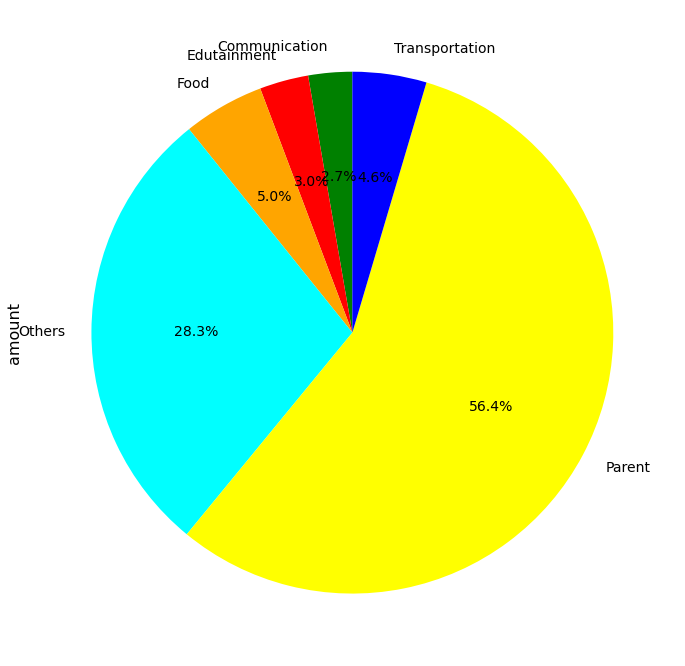 Communication
Transportation
Edutainment
Food
2.7%
4.6%
3.0%
5.0%
Others
28.3%
amount
56.4%
Parent